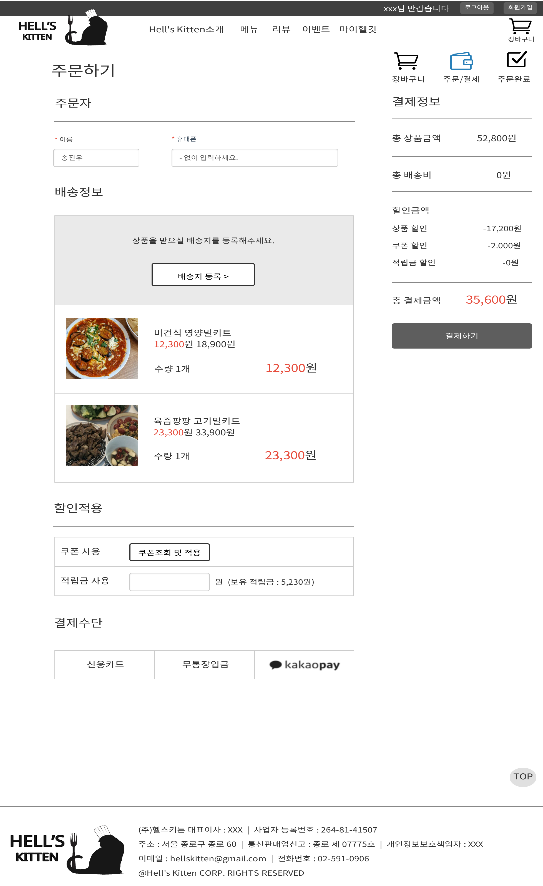 xxx님 반갑습니다
로그아웃
회원가입
HELL'S
KITTEN
Hell's Kitten소개
메뉴
리뷰
이벤트
마이헬킷
장바구니
주문하기
장바구니
주문/결제
주문완료
주문자
결제정보
* 이름
* 휴대폰
- 없이 입력하세요.
총 상품금액
52,800원
총 배송비
0원
배송정보
할인금액
상품 할인
-17,200원
쿠폰 할인
-2,000원
적립금 할인
-0원
상품을 받으실 배송지를 등록해주세요.
배송지 등록 >
총 결제금액
35,600원
결제하기
비건식 영양밀키트
12,300원 18,900원
수량 1개
12,300원
육즙팡팡 고기밀키트
23,300원 33,900원
수량 1개
23,300원
할인적용
쿠폰 사용
쿠폰조회 및 적용
적립금 사용
원 (보유 적립금 : 5,230원)
결제수단
신용카드
무통장입금
kakaopay
TOP
HELL'S
KITTEN
(주)헬스키튼 대표이사 : XXX | 사업자 등록번호 : 264-81-41507
주소 : 서울 종로구 종로 60 | 통신판매업신고 : 종로 제 07775호 | 개인정보보호책임자 : XXX
이메일 : hellskitten@gmail.com | 전화번호 : 02-591-0906
@Hell's Kitten CORP. RIGHTS RESERVED